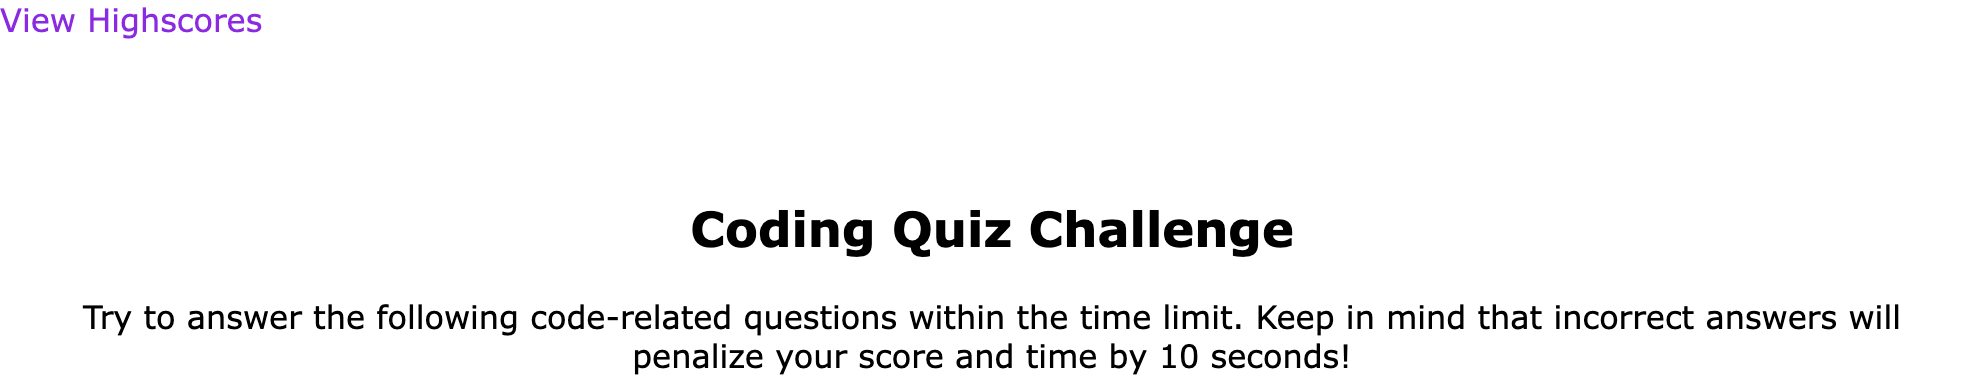 View Highscores
Coding Quiz Challenge
Try to answer the following code-related questions within the time limit. Keep in mind that incorrect answers will
penalize your score and time by 10 seconds!